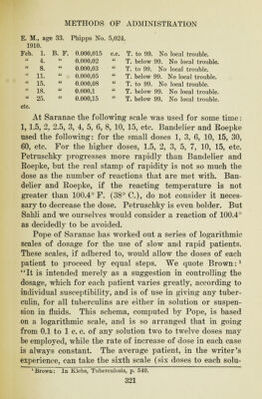 METHODS OF ADMINISTRATION
E. M., age 33. Phipps No. 5,024.
1910.
Feb. 1. B. F. 0.000,015 c.c. T. to 99. No local trouble.
" 4. " 0.000,02 " T. below 99. No local trouble.
" 8. " 0.000,03 " T. to 99. No local trouble.
" 11. " 0.000,05 " T. below 99. No local trouble.
" 15. " 0.000,08 " T. to 99. No local trouble.
" 18. " 0.000,1 " T. below 99. No local trouble.
" 25. " 0.000,15 " T. below 99. No local trouble.
etc.
At Saranac the following scale was used for some time:
1, 1.5, 2, 2.5, 3, 4, 5, 6, 8, 10, 15, etc. Bandelier and Roepke
used the following: for the small doses 1, 3, 6, 10, 15, 30,
60, etc. For the higher doses, 1.5, 2, 3, 5, 7, 10, 15, etc.
Petruschky progresses more rapidly than Bandelier and
Roepke, but the real stamp of rapidity is not so much the
dose as the number of reactions that are met with. Ban-
delier and Roepke, if the reacting temperature is not
greater than 100.4° F. (38° C.), do not consider it neces-
sary to decrease the dose. Petruschky is even bolder. But
Sahli and we ourselves would consider a reaction of 100.4°
as decidedly to be avoided.
Pope of Saranac has worked out a series of logarithmic
scales of dosage for the use of slow and rapid patients.
These scales, if adhered to, would allow the doses of each
patient to proceed by equal steps. We quote Brown:¹
"It is intended merely as a suggestion in controlling the
dosage, which for each patient varies greatly, according to
individual susceptibility, and is of use in giving any tuber-
culin, for all tuberculins are either in solution or suspen-
sion in fluids. This schema, computed by Pope, is based
on a logarithmic scale, and is so arranged that in going
from 0.1 to 1 c. c. of any solution two to twelve doses may
be employed, while the rate of increase of dose in each case
is always constant. The average patient, in the writer's
experience, can take the sixth scale (six doses to each solu-
¹ Brown: In Klebs, Tuberculosis, p. 540.
321